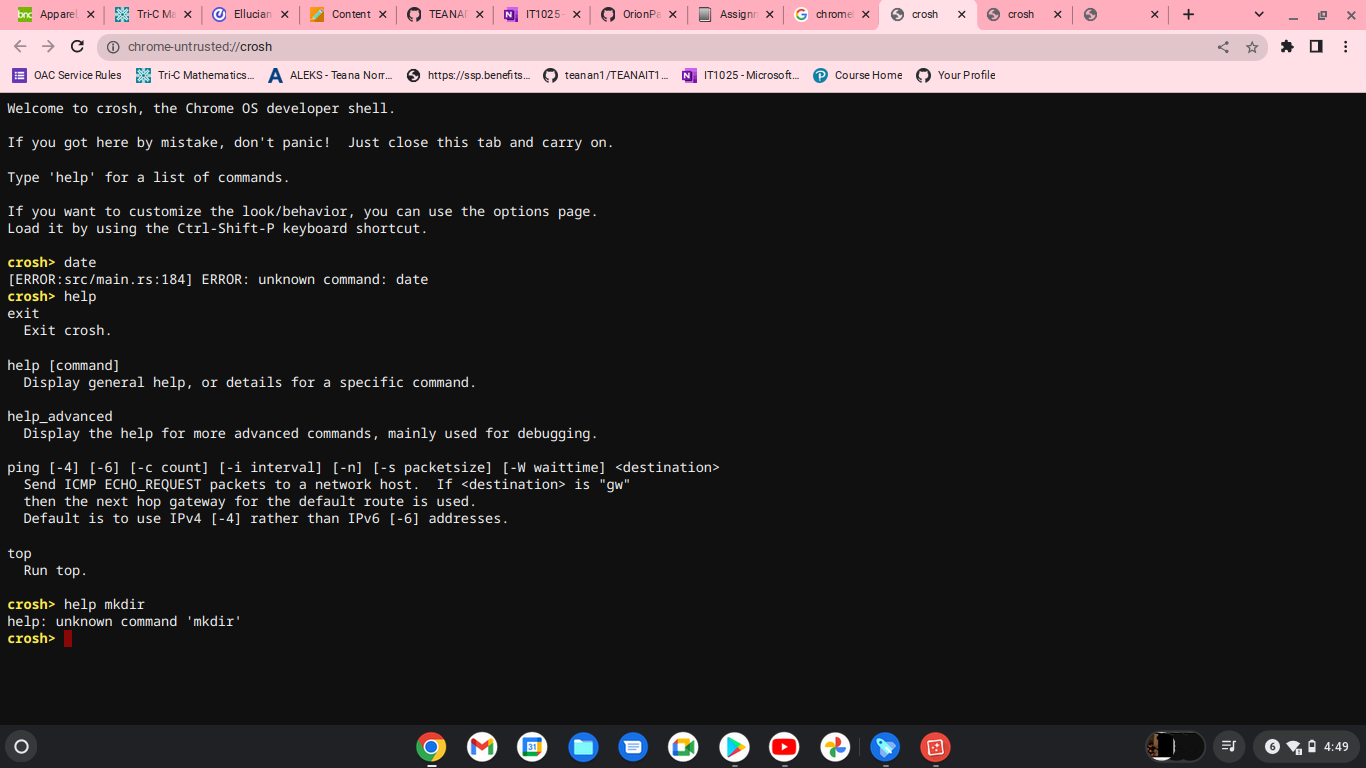 bnc Apparel
Tri-C Ma
Ellucian
Content
TEANAIT
IT1025 -
OrionPa
Assignm
chromel
crosh
crosh
chrome-untrusted://crosh
OAC Service Rules
Tri-C Mathematics...
ALEKS - Teana Norr...
https://ssp.benefits...
teanan1/TEANAIT1...
IT1025 - Microsoft...
Course Home
Your Profile
Welcome to crosh, the Chrome OS developer shell.
If you got here by mistake, don't panic!  Just close this tab and carry on.
Type 'help' for a list of commands.
If you want to customize the look/behavior, you can use the options page.
Load it by using the Ctrl-Shift-P keyboard shortcut.
crosh> date
[ERROR:src/main.rs:184] ERROR: unknown command: date
crosh> help
exit
  Exit crosh.
help [command]
  Display general help, or details for a specific command.
help_advanced
  Display the help for more advanced commands, mainly used for debugging.
ping [-4] [-6] [-c count] [-i interval] [-n] [-s packetsize] [-W waittime] <destination>
  Send ICMP ECHO_REQUEST packets to a network host.  If <destination> is "gw"
  then the next hop gateway for the default route is used.
  Default is to use IPv4 [-4] rather than IPv6 [-6] addresses.
top
  Run top.
crosh> help mkdir
help: unknown command 'mkdir'
crosh>
31
6
4:49